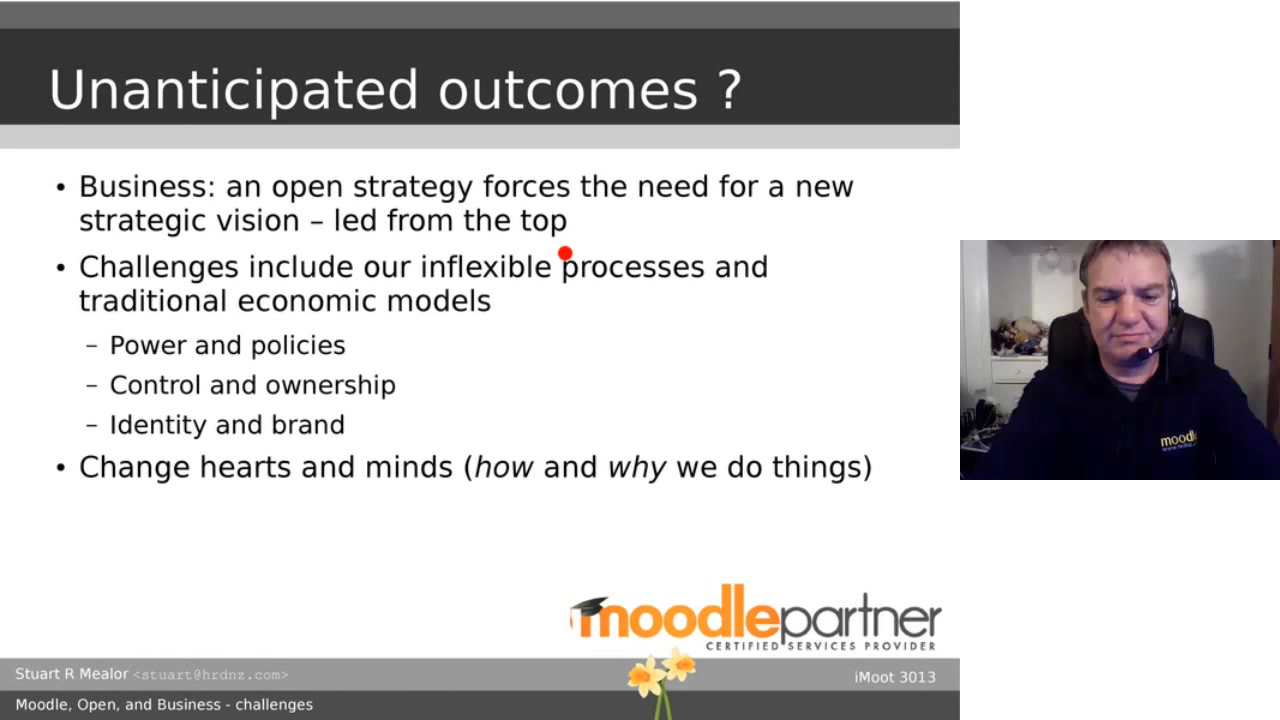 Unanticipated outcomes ?
• Business: an open strategy forces the need for a new
strategic vision – led from the top
• Challenges include our inflexible processes and
traditional economic models
– Power and policies
– Control and ownership
– Identity and brand
• Change hearts and minds (how and why we do things)
moodlepartner
CERTIFIED SERVICES PROVIDER
Stuart R Mealor <stuart@hrdnz.com>
iMoot 3013
Moodle, Open, and Business - challenges
moodle